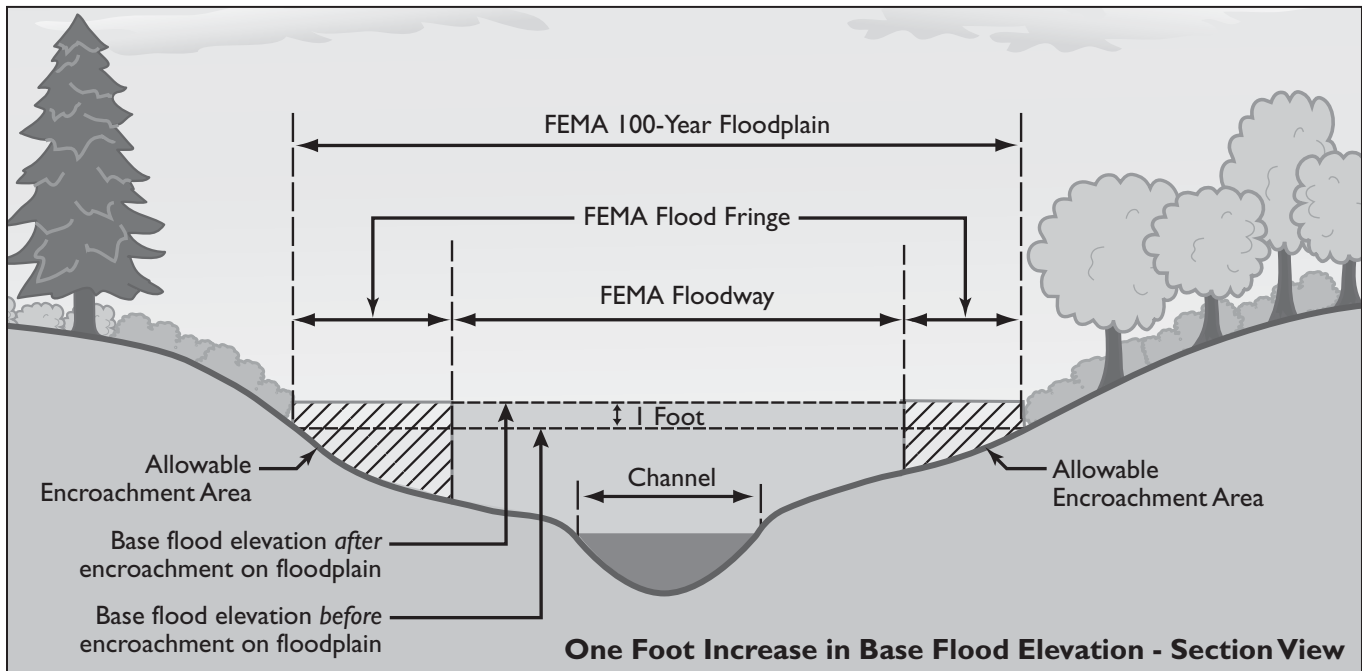 FEMA 100-Year Floodplain
FEMA Flood Fringe
FEMA Floodway
1 Foot
Allowable
Encroachment Area
Channel
Allowable
Encroachment Area
Base flood elevation after
encroachment on floodplain
Base flood elevation before
encroachment on floodplain
One Foot Increase in Base Flood Elevation - Section View